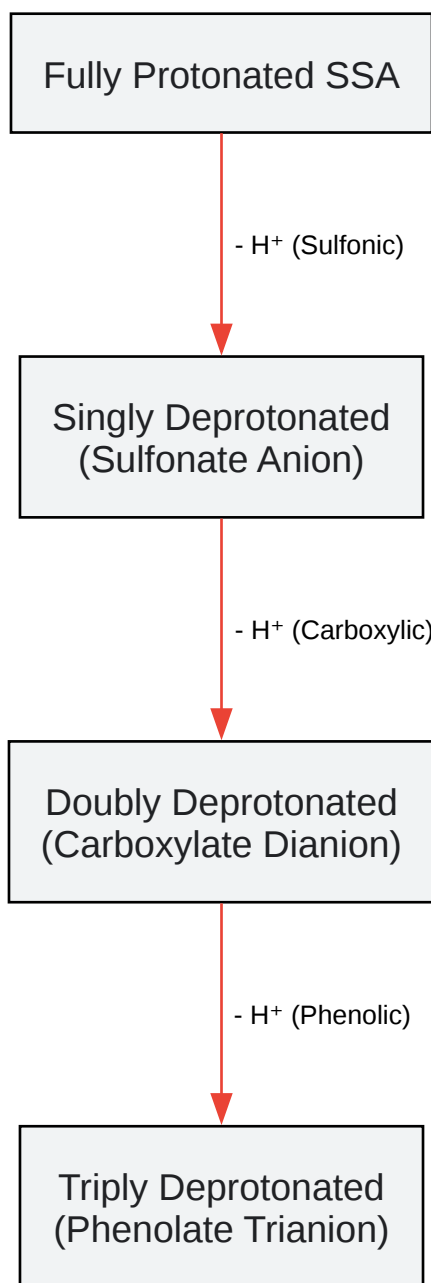 Fully Protonated SSA
- H⁺ (Sulfonic)
Singly Deprotonated
(Sulfonate Anion)
- H⁺ (Carboxylic)
Doubly Deprotonated
(Carboxylate Dianion)
- H⁺ (Phenolic)
Triply Deprotonated
(Phenolate Trianion)